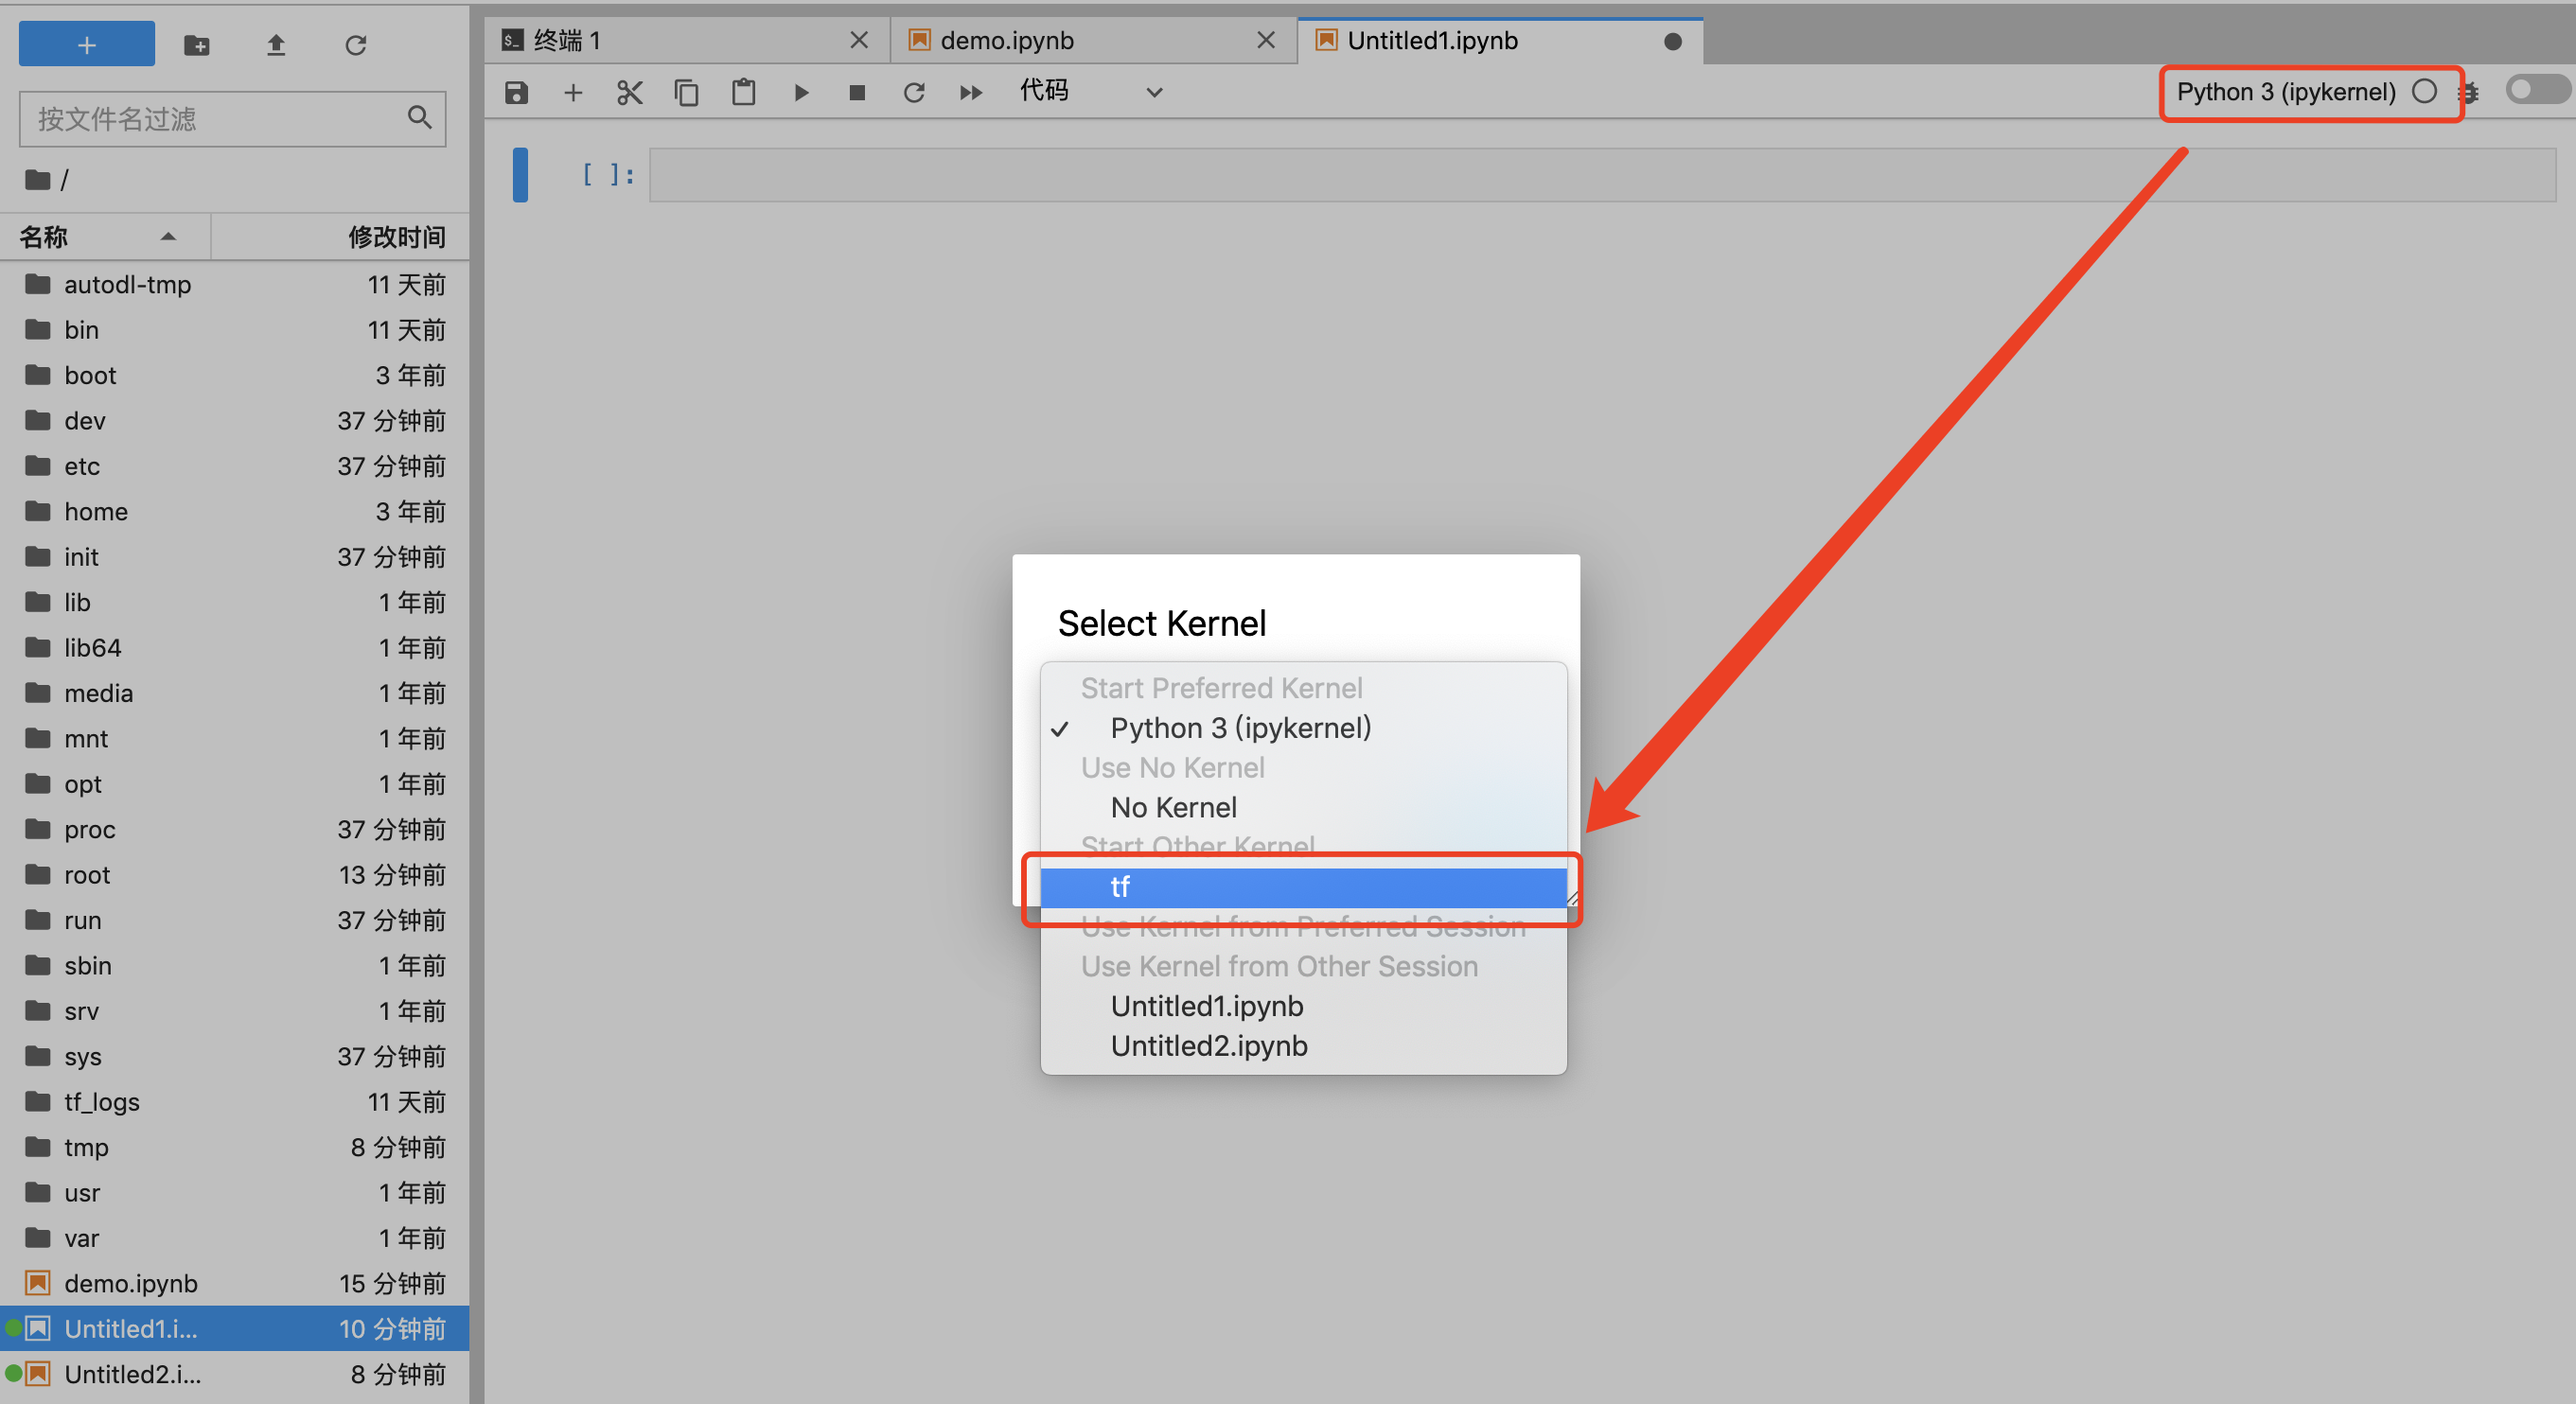 终端 1
demo.ipynb
Untitled1.ipynb
代码
Python 3 (ipykernel)
按文件名过滤
/
名称 修改时间
autodl-tmp 11 天前
bin 11 天前
boot 3 年前
dev 37 分钟前
etc 37 分钟前
home 3 年前
init 37 分钟前
lib 1 年前
lib64 1 年前
media 1 年前
mnt 1 年前
opt 1 年前
proc 37 分钟前
root 13 分钟前
run 37 分钟前
sbin 1 年前
srv 1 年前
sys 37 分钟前
tf_logs 11 天前
tmp 8 分钟前
usr 1 年前
var 1 年前
demo.ipynb 15 分钟前
Untitled1.i... 10 分钟前
Untitled2.i... 8 分钟前
[ ]:
Select Kernel
Start Preferred Kernel
Python 3 (ipykernel)
Use No Kernel
No Kernel
Start Other Kernel
tf
Use Kernel from Preferred Session
Use Kernel from Other Session
Untitled1.ipynb
Untitled2.ipynb